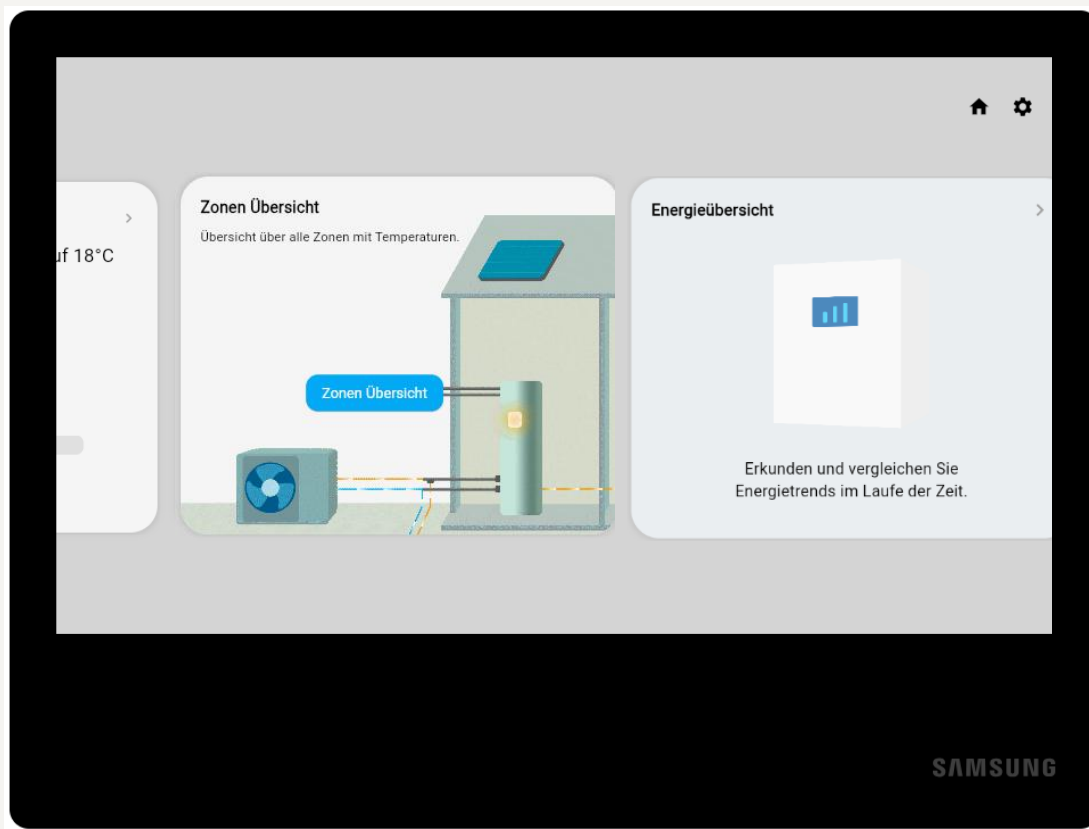 uf 18°C
Zonen Übersicht
Übersicht über alle Zonen mit Temperaturen.
Zonen Übersicht
Energieübersicht
Erkunden und vergleichen Sie
Energietrends im Laufe der Zeit.
SAMSUNG